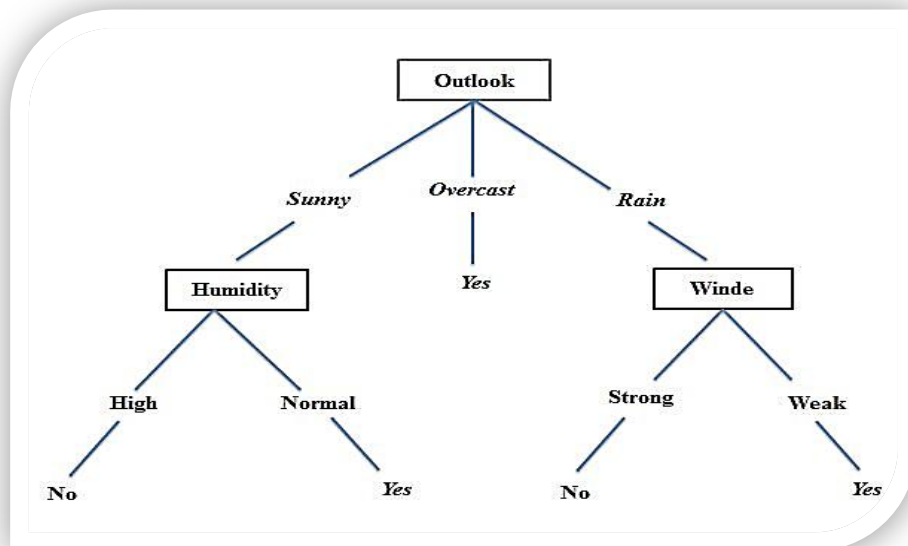 Outlook
Sunny
Overcast
Rain
Yes
Humidity
Winde
High
Normal
Strong
Weak
No
Yes
No
Yes